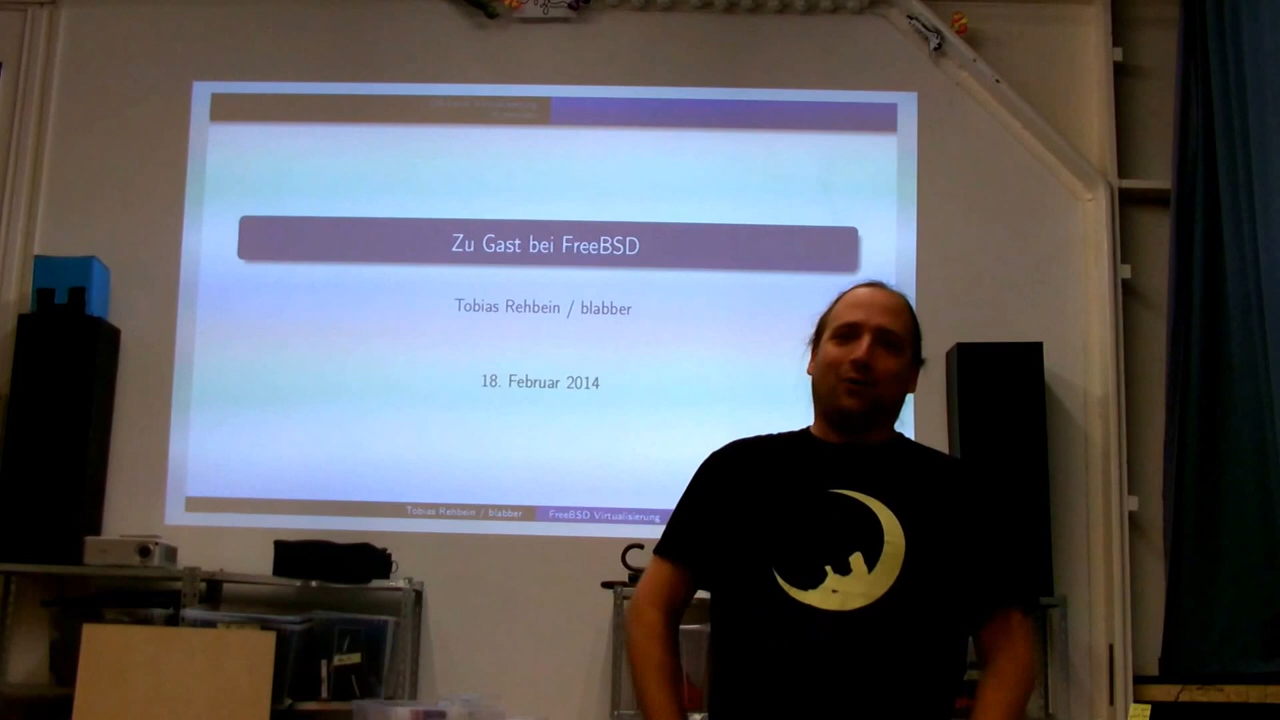 Zu Gast bei FreeBSD
Tobias Rehbein / blabber
18. Februar 2014
Tobias Rehbein / blabber
FreeBSD Virtualisierung